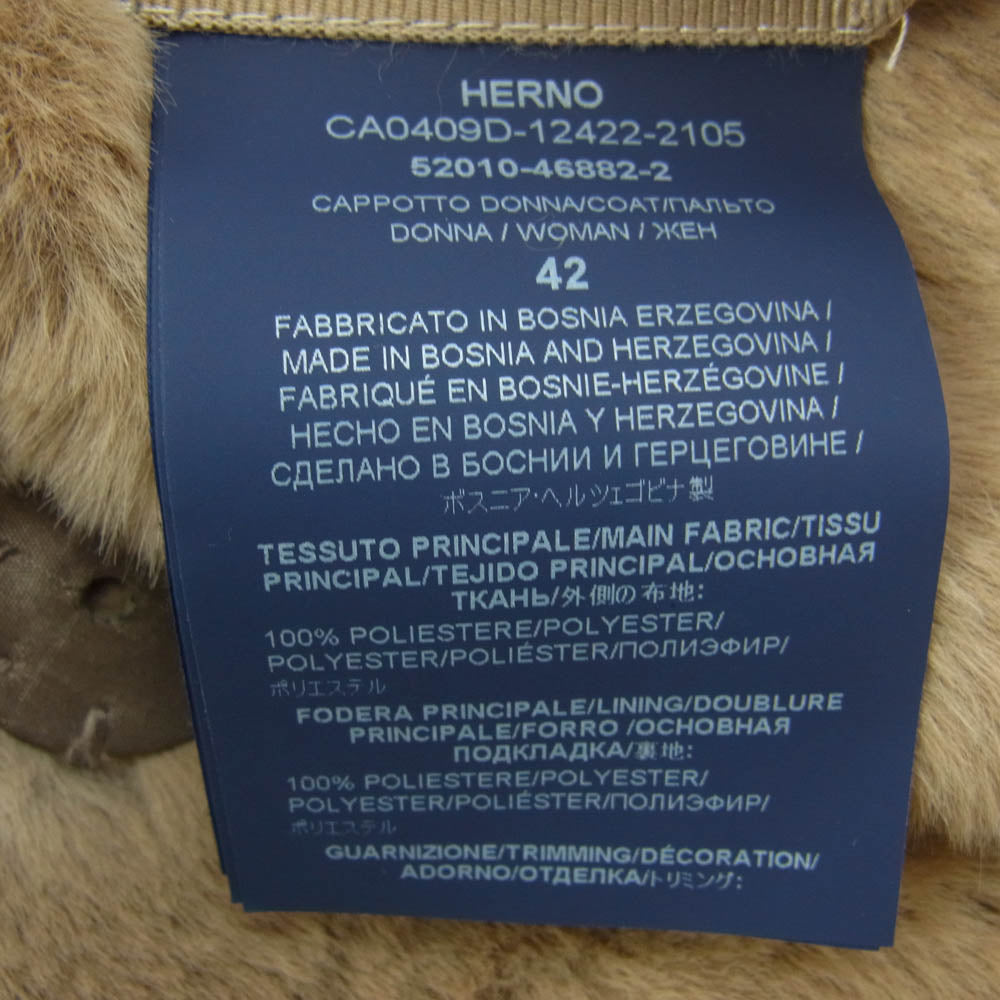 HERNO
CA0409D-12422-2105
52010-46882-2
CAPPOTTO DONNA/COAT/ПАЛЬТО
DONNA / WOMAN / ЖЕН
42
FABBRICATO IN BOSNIA ERZEGOVINA /
MADE IN BOSNIA AND HERZEGOVINA /
FABRIQUÉ EN BOSNIE-HERZÉGOVINE /
HECHO EN BOSNIA Y HERZEGOVINA /
СДЕЛАНО В БОСНИИ И ГЕРЦЕГОВИНЕ /
ボスニア・ヘルツェゴビナ製
TESSUTO PRINCIPALE/MAIN FABRIC/TISSU
PRINCIPAL/TEJIDO PRINCIPAL/ОСНОВНАЯ
ТКАНЬ/外側の布地:
100% POLIESTERE/POLYESTER/
POLYESTER/POLIÉSTER/ПОЛИЭФИР/
ポリエステル
FODERA PRINCIPALE/LINING/DOUBLURE
PRINCIPALE/FORRO /ОСНОВНАЯ
ПОДКЛАДКА/裏地:
100% POLIESTERE/POLYESTER/
POLYESTER/POLIÉSTER/ПОЛИЭФИР/
ポリエステル
GUARNIZIONE/TRIMMING/DÉCORATION/
ADORNO/ОТДЕЛКА/トリミング: